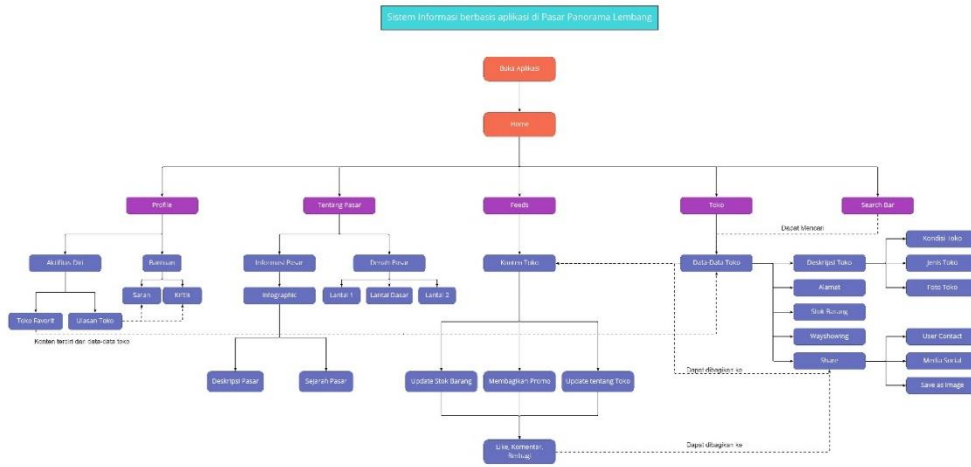 Sistem Informasi berbasis aplikasi di Pasar Panorama Lembang
Buka Aplikasi
Home
Profile
Tentang Pasar
Feeds
Toko
Search Bar
Dapat Mencari
Aktifitas Diri
Bantuan
Informasi Pasar
Denah Pasar
Konten Toko
Data-Data Toko
Deskripsi Toko
Kondisi Toko
Jenis Toko
Foto Toko
Saran
Kritik
Infographic
Lantai 1
Lantai Dasar
Lantai 2
Alamat
Stok Barang
Toko Favorit
Ulasan Toko
Wayshowing
User Contact
Konten terdiri dari data-data toko
Share
Media Social
Save as Image
Dapat dibagikan ke
Deskripsi Pasar
Sejarah Pasar
Update Stok Barang
Membagikan Promo
Update tentang Toko
Like, Komentar,
Berbagi
Dapat dibagikan ke